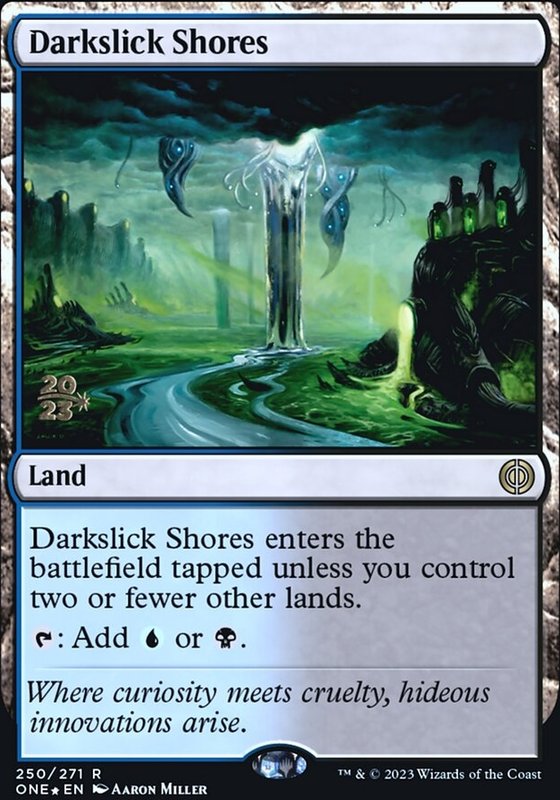 Darkslick Shores
20
23
Land
Darkslick Shores enters the
battlefield tapped unless you control
two or fewer other lands.
: Add or .
Where curiosity meets cruelty, hideous
innovations arise.
250/271 R
ONE★EN Aaron Miller
™ & © 2023 Wizards of the Coast